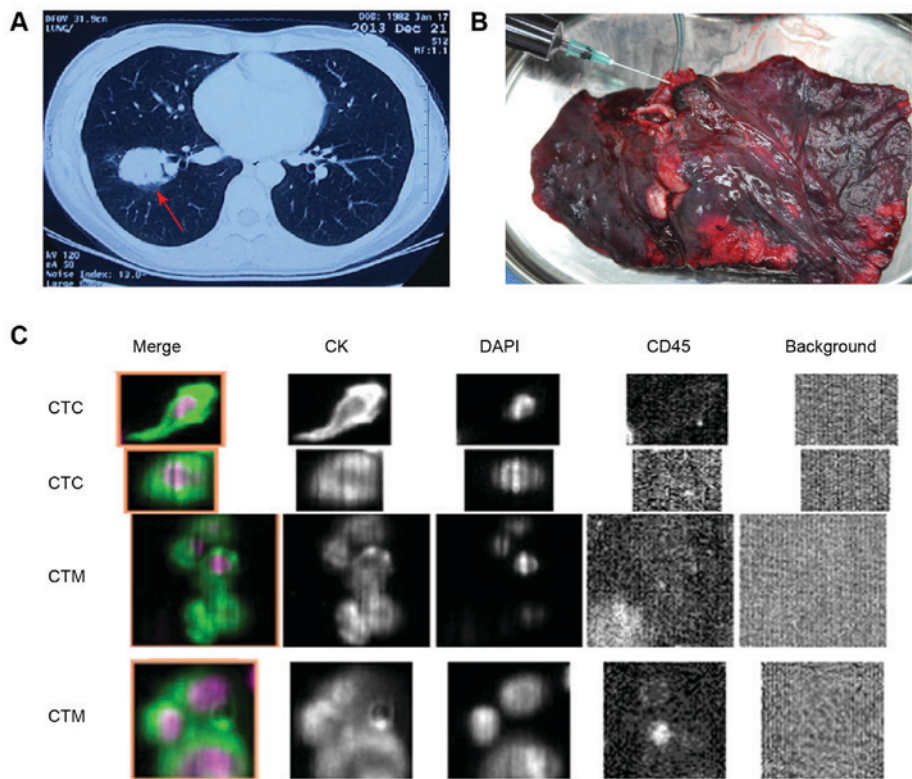 A
DFOV 31.9cm
LUNG/
DOB: 1982 Jan 17
2013 Dec 21
512
MF:1.1
kV 120
mA 50
Noise Index: 13.0
B
C
Merge CK DAPI CD45 Background
CTC
CTC
CTM
CTM